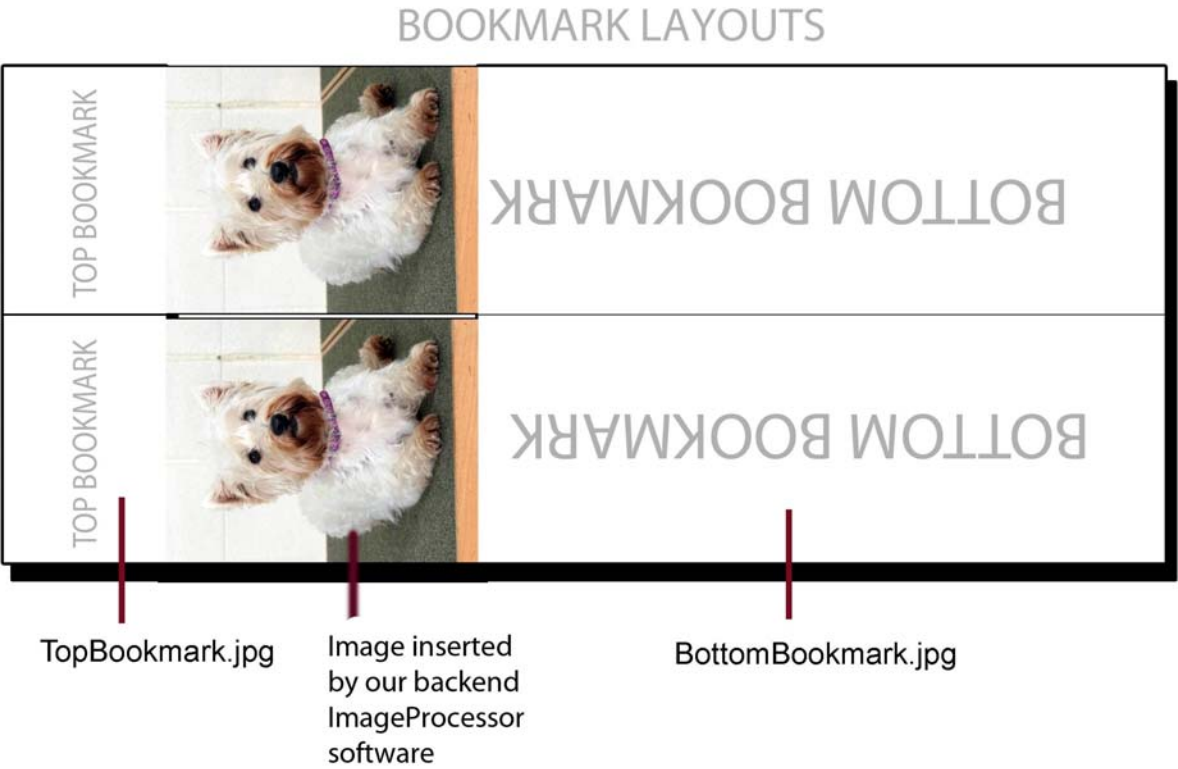 BOOKMARK LAYOUTS
TOP BOOKMARK
BOTTOM BOOKMARK
TOP BOOKMARK
BOTTOM BOOKMARK
TopBookmark.jpg
Image inserted
by our backend
ImageProcessor
software
BottomBookmark.jpg